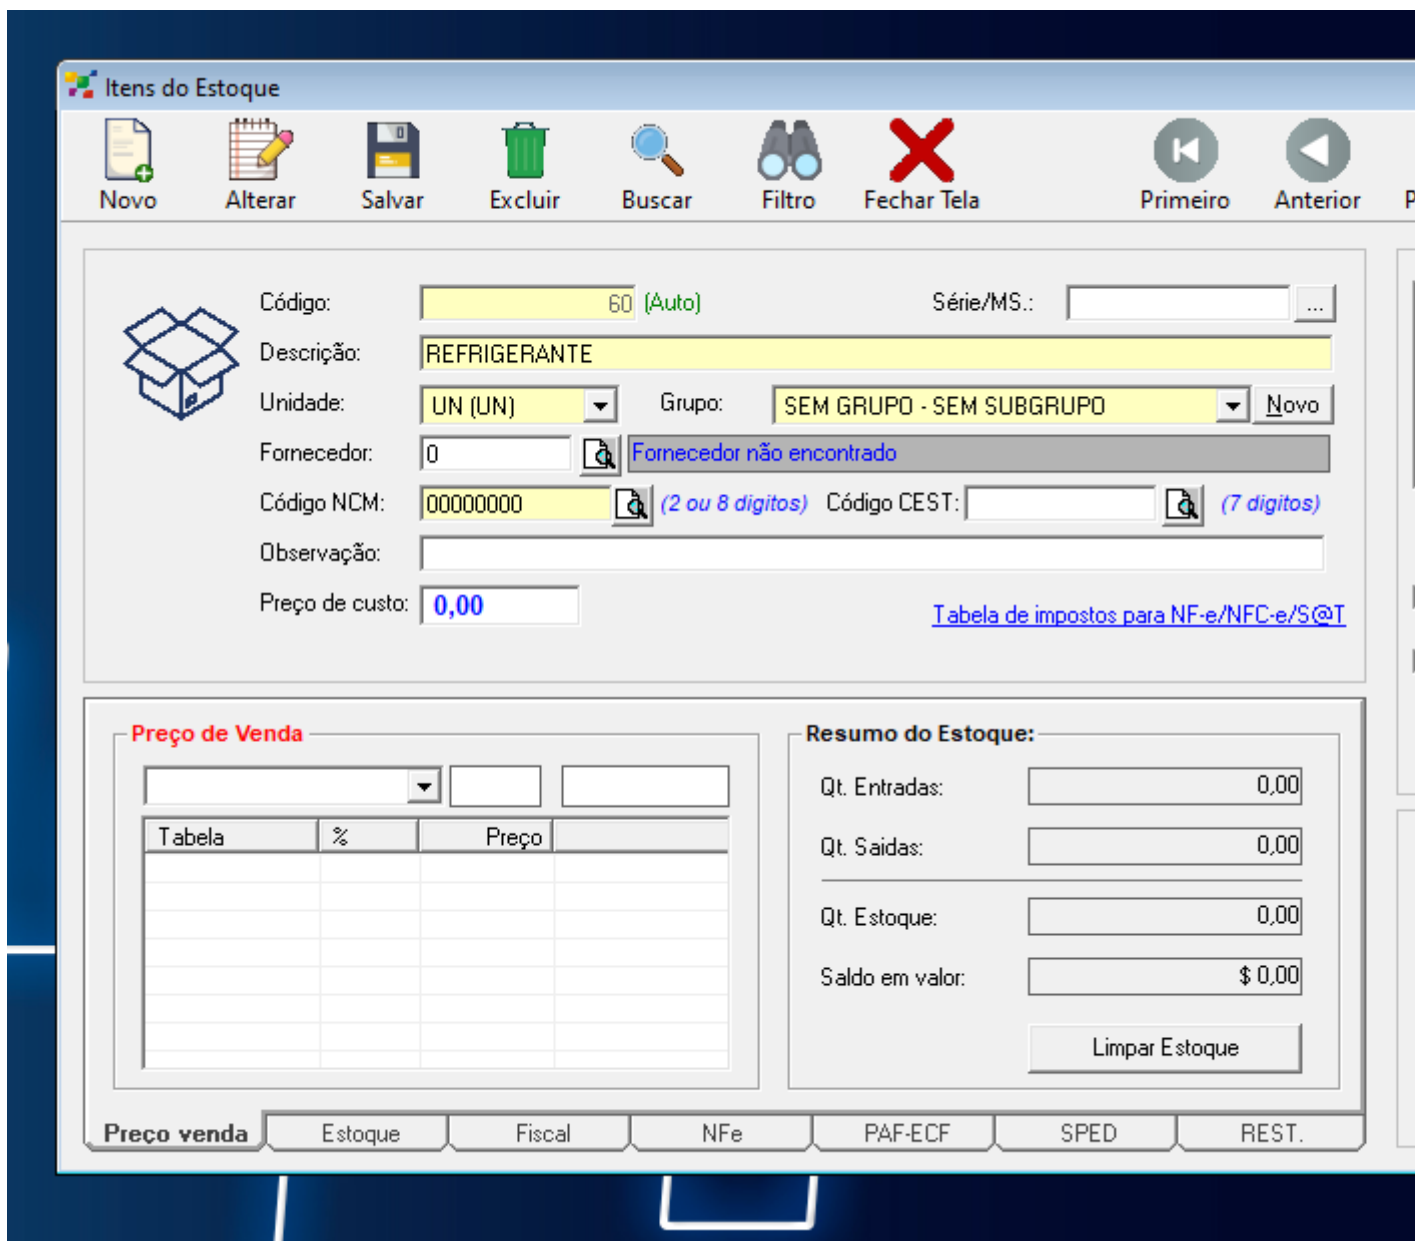 Itens do Estoque
Novo Alterar Salvar Excluir Buscar Filtro Fechar Tela Primeiro Anterior
Código: 60 (Auto) Série/MS.: ...
Descrição: REFRIGERANTE
Unidade: UN (UN) Grupo: SEM GRUPO - SEM SUBGRUPO Novo
Fornecedor: 0 Fornecedor não encontrado
Código NCM: 00000000 (2 ou 8 digitos) Código CEST: (7 digitos)
Observação:
Preço de custo: 0,00
Tabela de impostos para NF-e/NFC-e/S@T
Preço de Venda
Tabela % Preço
Resumo do Estoque:
Qt. Entradas: 0,00
Qt. Saidas: 0,00
Qt. Estoque: 0,00
Saldo em valor: $ 0,00
Limpar Estoque
Preço venda Estoque Fiscal NFe PAF-ECF SPED REST.